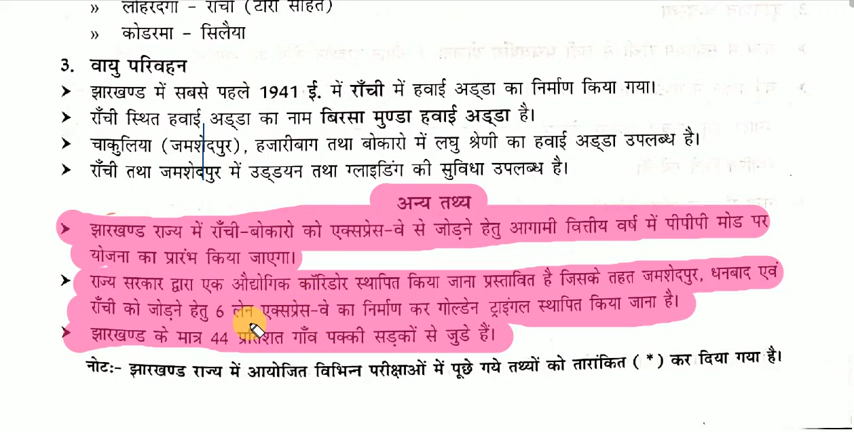 » लोहरदगा - राँची (टोरी सहित)
» कोडरमा - सिलैया
3. वायु परिवहन
➤ झारखण्ड में सबसे पहले 1941 ई. में राँची में हवाई अड्डा का निर्माण किया गया।
➤ राँची स्थित हवाई अड्डा का नाम बिरसा मुण्डा हवाई अड्डा है।
➤ चाकुलिया (जमशेदपुर), हजारीबाग तथा बोकारो में लघु श्रेणी का हवाई अड्डा उपलब्ध है।
➤ राँची तथा जमशेदपुर में उड्डयन तथा ग्लाइडिंग की सुविधा उपलब्ध है।
अन्य तथ्य
➤ झारखण्ड राज्य में राँची-बोकारो को एक्सप्रेस-वे से जोड़ने हेतु आगामी वित्तीय वर्ष में पीपीपी मोड पर
योजना का प्रारंभ किया जाएगा।
➤ राज्य सरकार द्वारा एक औद्योगिक कॉरिडोर स्थापित किया जाना प्रस्तावित है जिसके तहत जमशेदपुर, धनबाद एवं
राँची को जोड़ने हेतु 6 लेन एक्सप्रेस-वे का निर्माण कर गोल्डेन ट्राइंगल स्थापित किया जाना है।
➤ झारखण्ड के मात्र 44 प्रतिशत गाँव पक्की सड़कों से जुडे हैं।
नोटः- झारखण्ड राज्य में आयोजित विभिन्न परीक्षाओं में पूछे गये तथ्यों को तारांकित (*) कर दिया गया है।